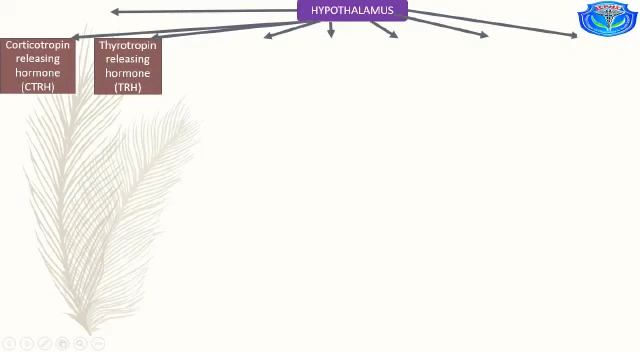 HYPOTHALAMUS
Corticotropin
releasing
hormone
(CTRH)
Thyrotropin
releasing
hormone
(TRH)